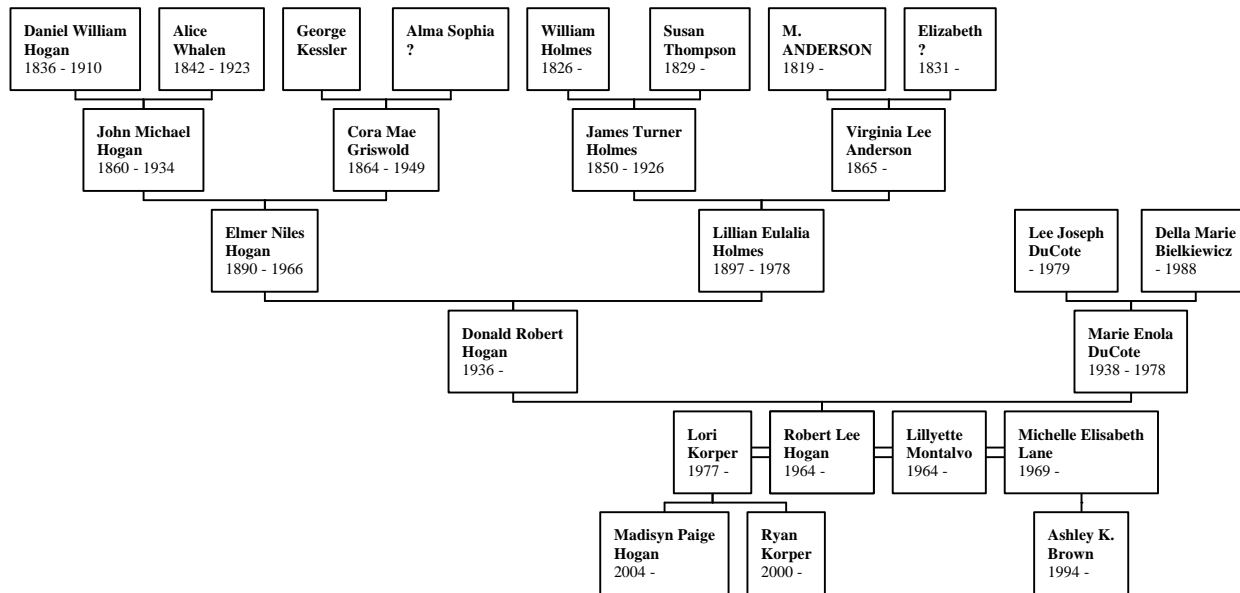 Daniel William
Hogan
1836 - 1910
Alice
Whalen
1842 - 1923
George
Kessler
Alma Sophia
?
William
Holmes
1826 -
Susan
Thompson
1829 -
M.
ANDERSON
1819 -
Elizabeth
?
1831 -
John Michael
Hogan
1860 - 1934
Cora Mae
Griswold
1864 - 1949
James Turner
Holmes
1850 - 1926
Virginia Lee
Anderson
1865 -
Elmer Niles
Hogan
1890 - 1966
Lillian Eulalia
Holmes
1897 - 1978
Lee Joseph
DuCote
- 1979
Della Marie
Bielkiewicz
- 1988
Donald Robert
Hogan
1936 -
Marie Enola
DuCote
1938 - 1978
Lori
Korper
1977 -
Robert Lee
Hogan
1964 -
Lillyette
Montalvo
1964 -
Michelle Elisabeth
Lane
1969 -
Madisyn Paige
Hogan
2004 -
Ryan
Korper
2000 -
Ashley K.
Brown
1994 -